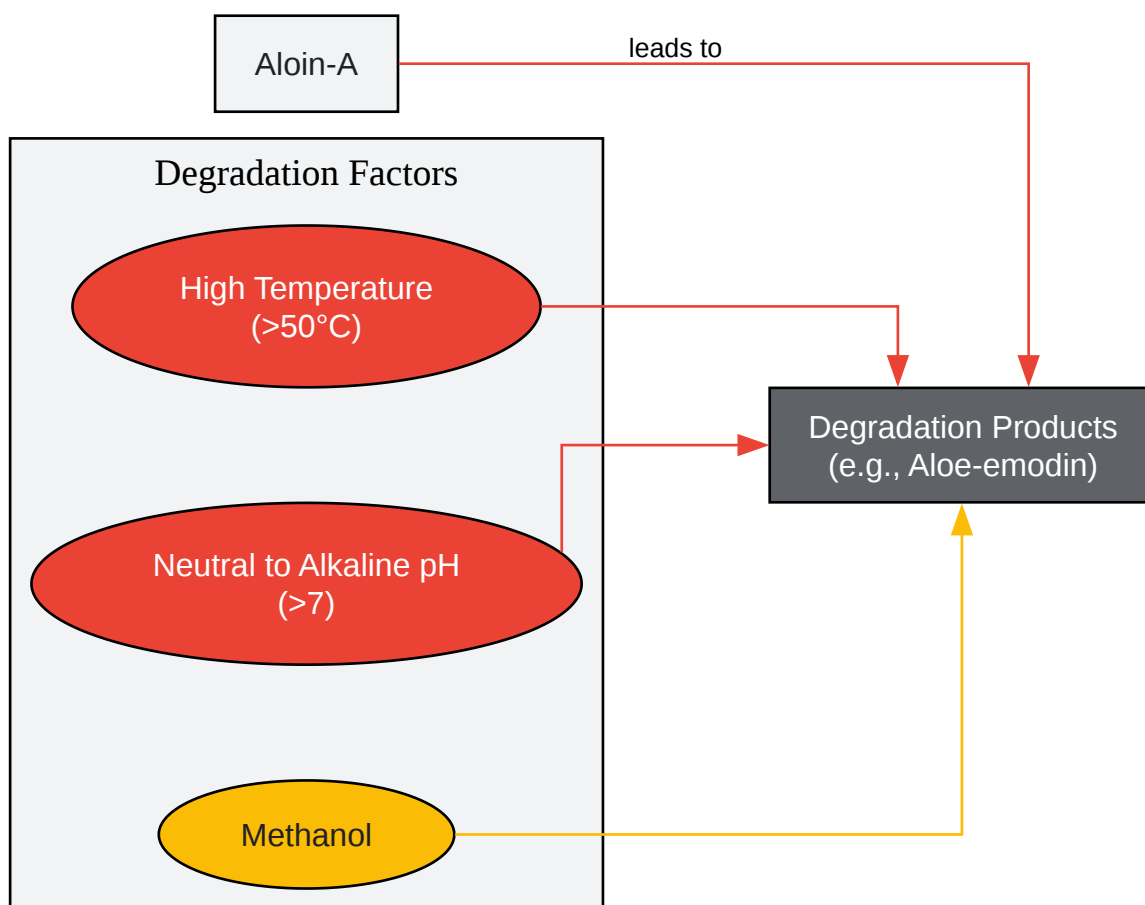 Aloin-A
leads to
Degradation Factors
High Temperature
(>50°C)
Degradation Products
(e.g., Aloe-emodin)
Neutral to Alkaline pH
(>7)
Methanol